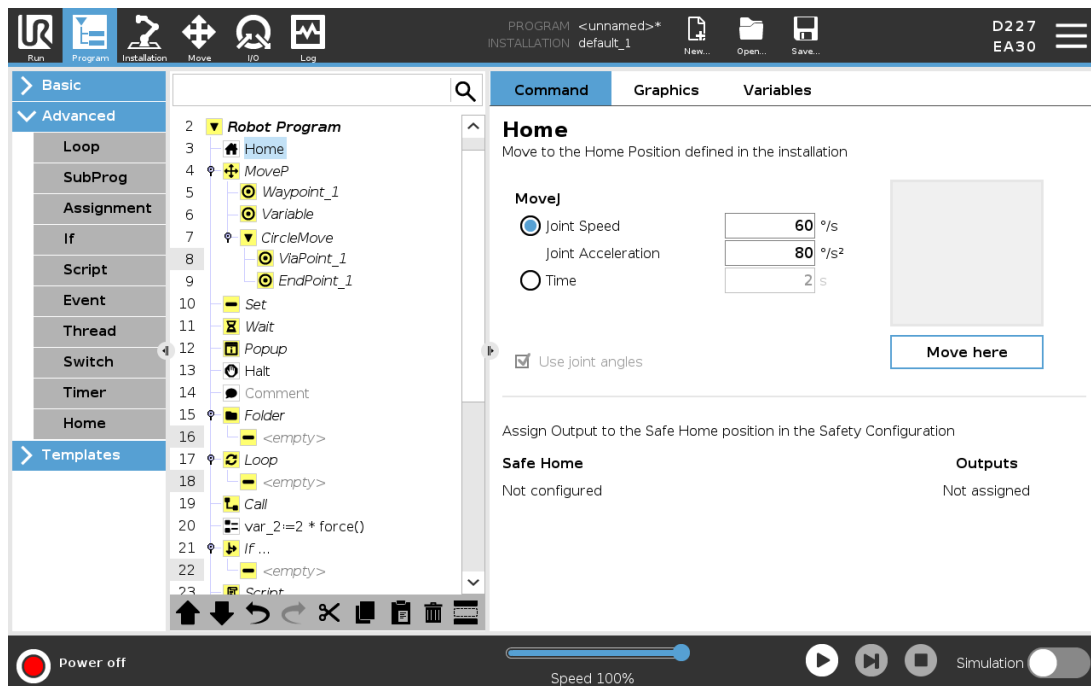 UR
PROGRAM <unnamed>*
INSTALLATION default_1
D227
EA30
Run Program Installation Move I/O Log New... Open... Save...
Basic
Advanced
Loop
SubProg
Assignment
If
Script
Event
Thread
Switch
Timer
Home
Templates
2 Robot Program
3 Home
4 MoveP
5 Waypoint_1
6 Variable
7 CircleMove
8 ViaPoint_1
9 EndPoint_1
10 Set
11 Wait
12 Popup
13 Halt
14 Comment
15 Folder
16 <empty>
17 Loop
18 <empty>
19 Call
20 var_2:=2 * force()
21 If ...
22 <empty>
23 Script
Command Graphics Variables
Home
Move to the Home Position defined in the installation
MoveJ
Joint Speed 60 °/s
Joint Acceleration 80 °/s²
Time 2 s
Use joint angles
Move here
Assign Output to the Safe Home position in the Safety Configuration
Safe Home Outputs
Not configured Not assigned
Power off
Speed 100%
Simulation